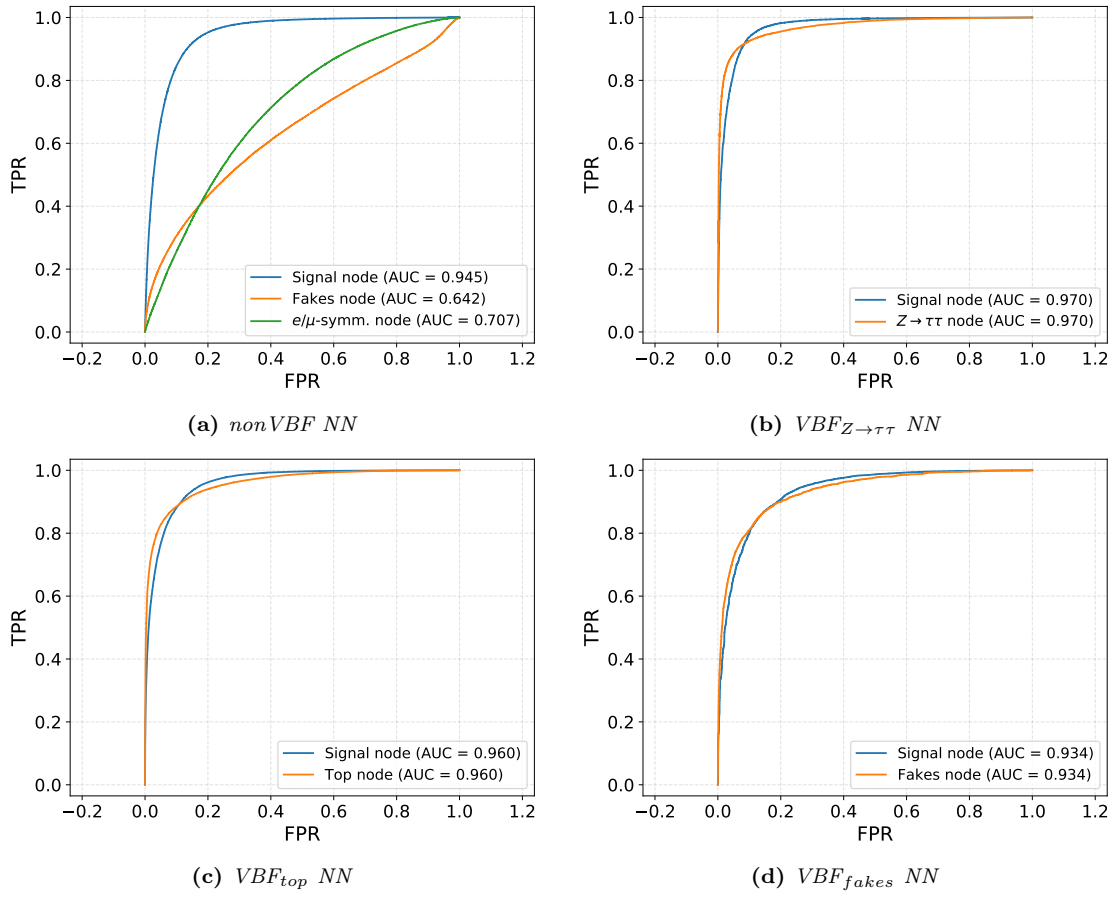 1.0
0.8
0.6
0.4
0.2
0.0
TPR
−0.2 0.0 0.2 0.4 0.6 0.8 1.0 1.2
FPR
Signal node (AUC = 0.945)
Fakes node (AUC = 0.642)
e/μ-symm. node (AUC = 0.707)
(a) nonVBF NN
1.0
0.8
0.6
0.4
0.2
0.0
TPR
−0.2 0.0 0.2 0.4 0.6 0.8 1.0 1.2
FPR
Signal node (AUC = 0.970)
Z → ττ node (AUC = 0.970)
(b) VBF_{Z→ττ} NN
1.0
0.8
0.6
0.4
0.2
0.0
TPR
−0.2 0.0 0.2 0.4 0.6 0.8 1.0 1.2
FPR
Signal node (AUC = 0.960)
Top node (AUC = 0.960)
(c) VBF_{top} NN
1.0
0.8
0.6
0.4
0.2
0.0
TPR
−0.2 0.0 0.2 0.4 0.6 0.8 1.0 1.2
FPR
Signal node (AUC = 0.934)
Fakes node (AUC = 0.934)
(d) VBF_{fakes} NN